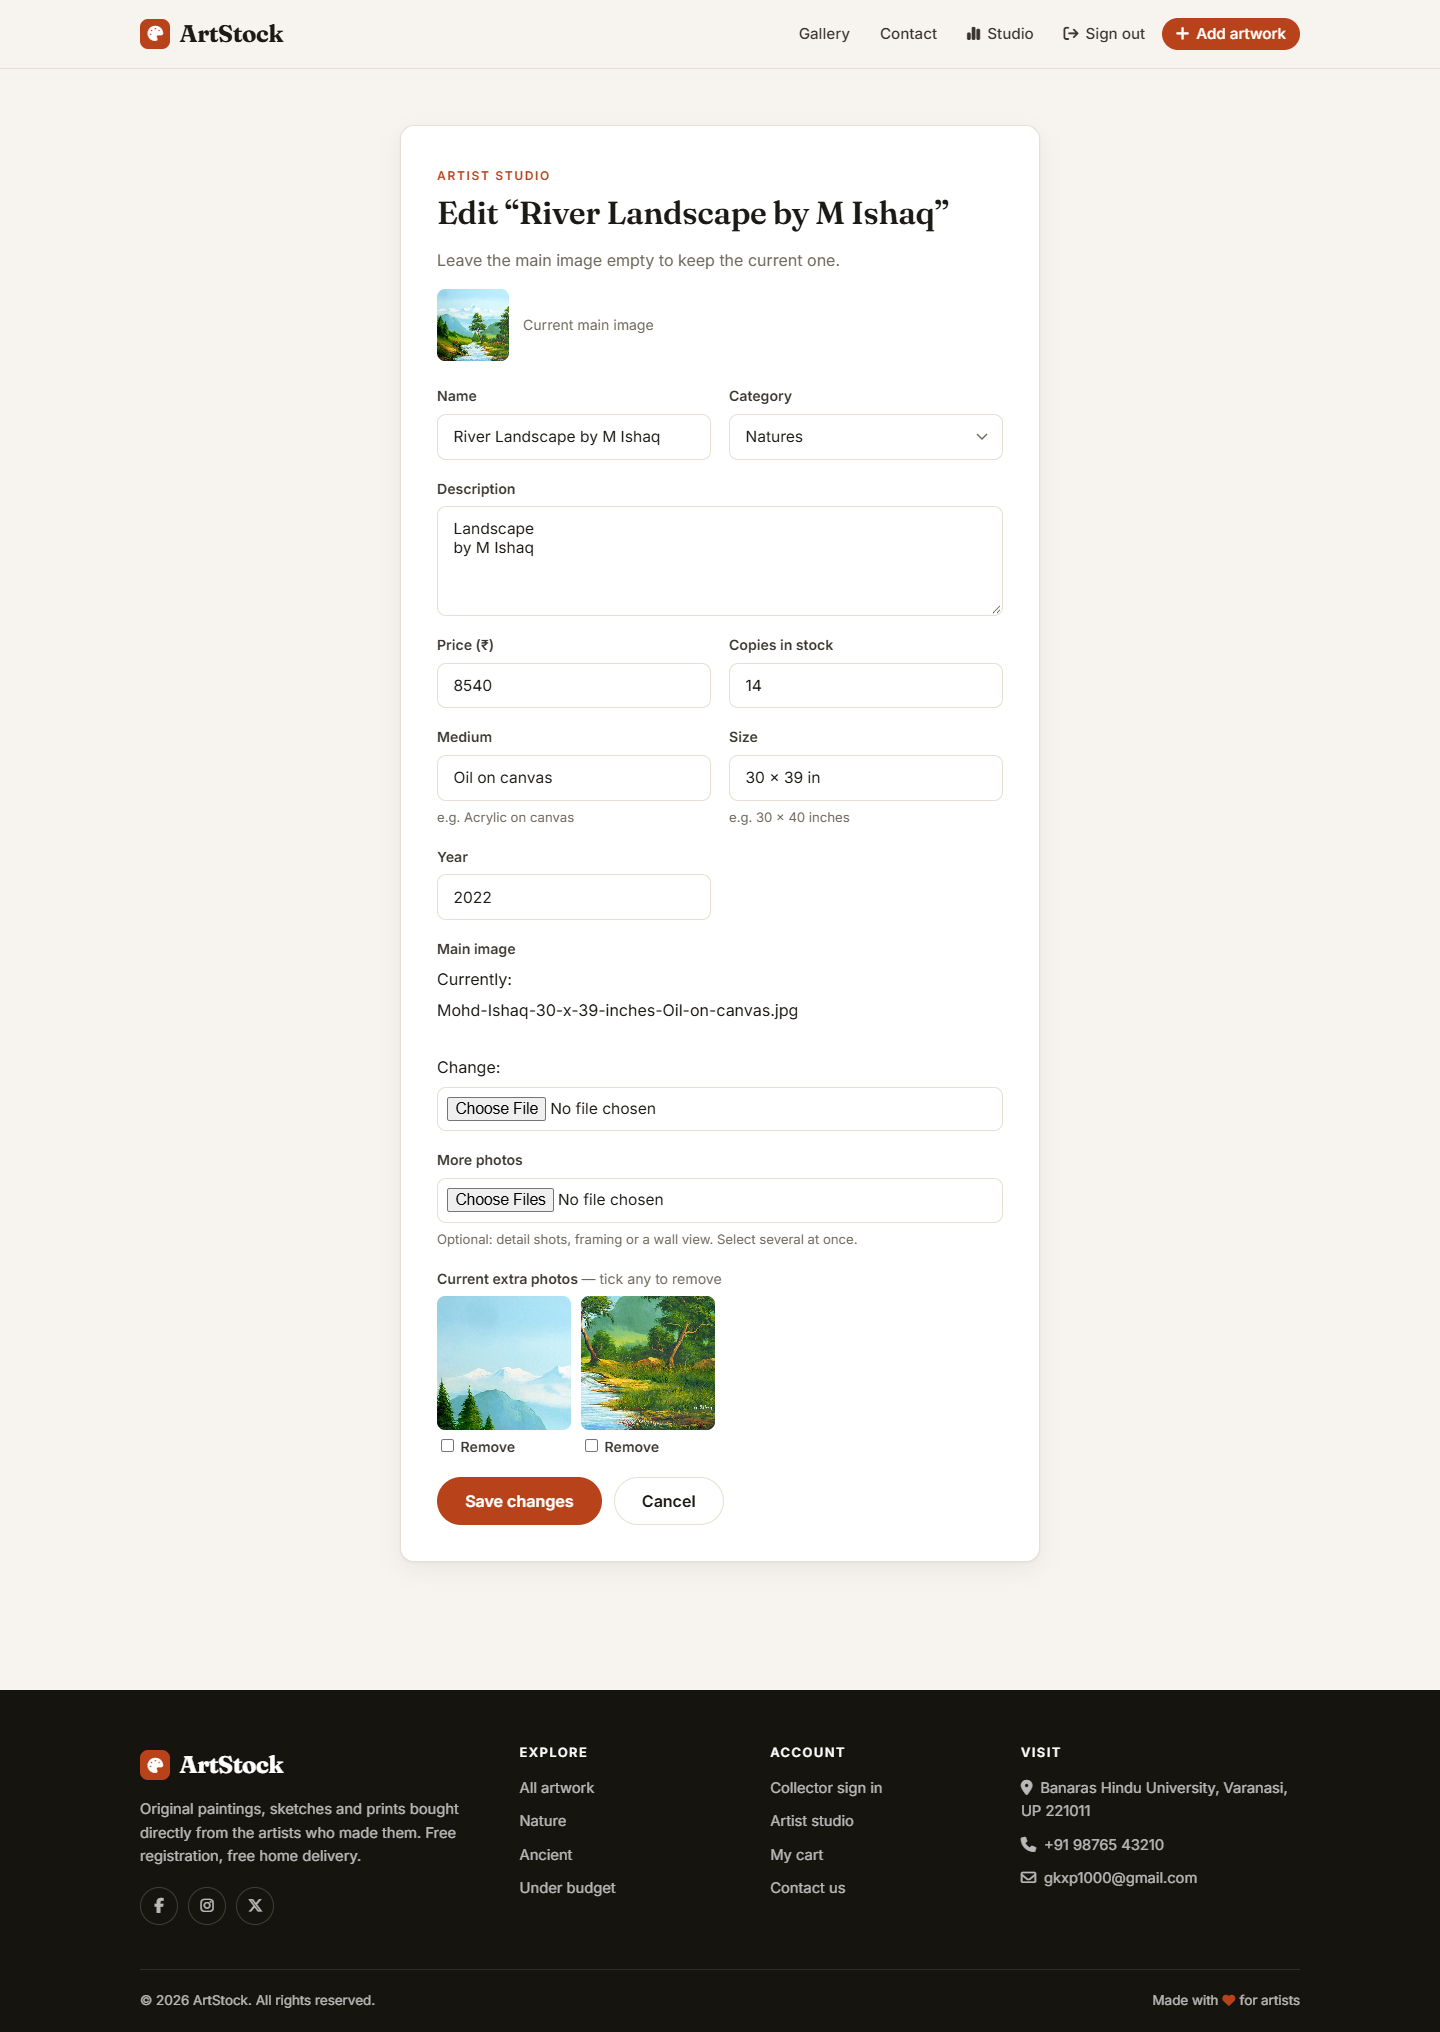 ArtStock
Gallery
Contact
Studio
Sign out
Add artwork
ARTIST STUDIO
Edit “River Landscape by M Ishaq”
Leave the main image empty to keep the current one.
Current main image
Name
Category
River Landscape by M Ishaq
Natures
Description
Landscape
by M Ishaq
Price (₹)
Copies in stock
8540
14
Medium
Size
Oil on canvas
30 × 39 in
e.g. Acrylic on canvas
e.g. 30 × 40 inches
Year
2022
Main image
Currently:
Mohd-Ishaq-30-x-39-inches-Oil-on-canvas.jpg
Change:
Choose File No file chosen
More photos
Choose Files No file chosen
Optional: detail shots, framing or a wall view. Select several at once.
Current extra photos — tick any to remove
Remove
Remove
Save changes
Cancel
ArtStock
Original paintings, sketches and prints bought
directly from the artists who made them. Free
registration, free home delivery.
EXPLORE
All artwork
Nature
Ancient
Under budget
ACCOUNT
Collector sign in
Artist studio
My cart
Contact us
VISIT
Banaras Hindu University, Varanasi,
UP 221011
+91 98765 43210
gkxp1000@gmail.com
© 2026 ArtStock. All rights reserved.
Made with ♥ for artists